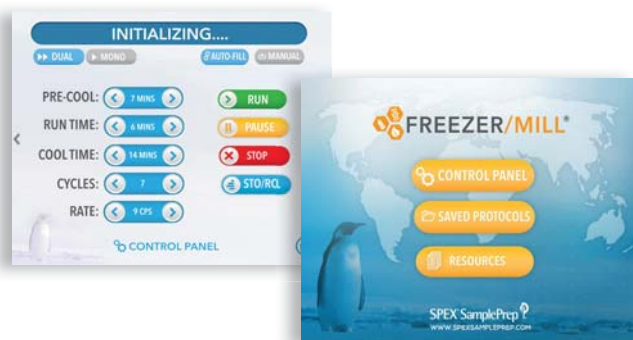 INITIALIZING....
DUAL MONO AUTO-FILL MANUAL
PRE-COOL: 7 MINS RUN
RUN TIME: 6 MINS PAUSE
COOL TIME: 14 MINS STOP
CYCLES: 7 STO/RCL
RATE: 9 CPS
CONTROL PANEL
FREEZER/MILL®
CONTROL PANEL
SAVED PROTOCOLS
RESOURCES
SPEX SamplePrep
WWW.SPEXSAMPLEPREP.COM